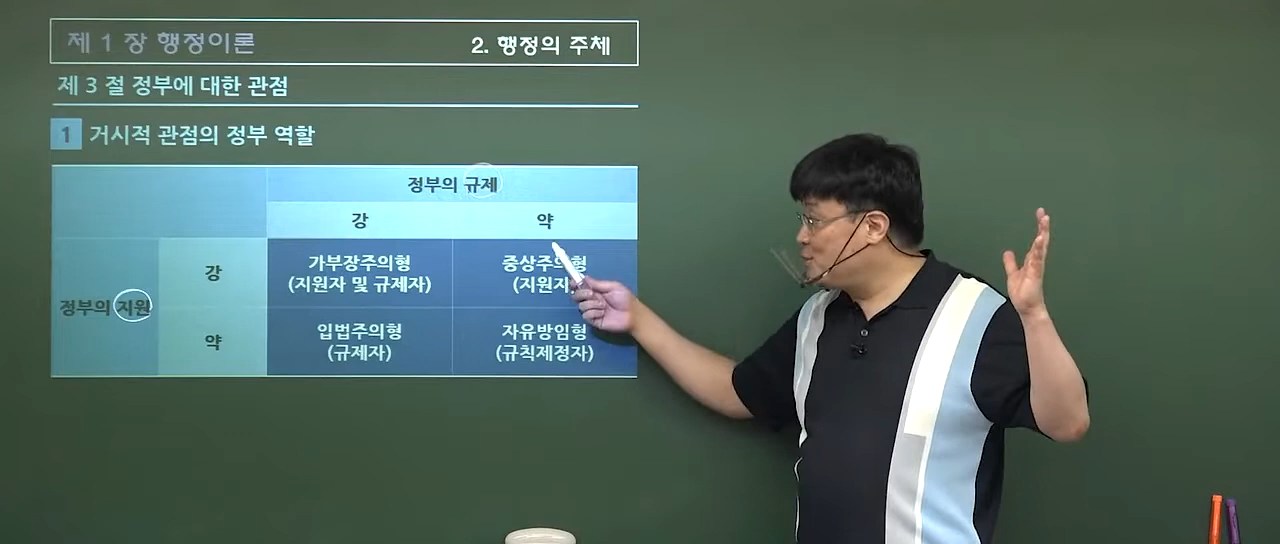 제 1 장 행정이론
2. 행정의 주체
제 3 절 정부에 대한 관점
1 거시적 관점의 정부 역할
정부의 규제
강 약
정부의 지원
강
가부장주의형
(지원자 및 규제자)
중상주의형
(지원자
약
입법주의형
(규제자)
자유방임형
(규칙제정자)